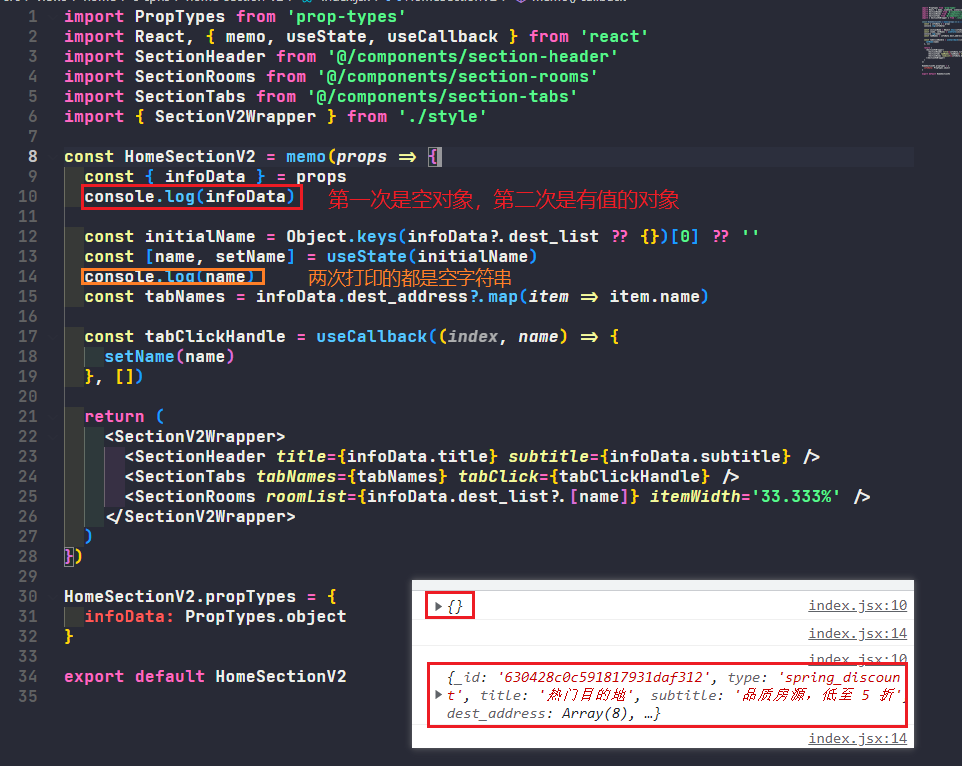 1 import PropTypes from 'prop-types'
2 import React, { memo, useState, useCallback } from 'react'
3 import SectionHeader from '@/components/section-header'
4 import SectionRooms from '@/components/section-rooms'
5 import SectionTabs from '@/components/section-tabs'
6 import { SectionV2Wrapper } from './style'
7
8 const HomeSectionV2 = memo(props => {
9 const { infoData } = props
10 console.log(infoData) 第一次是空对象，第二次是有值的对象
11
12 const initialName = Object.keys(infoData?.dest_list ?? {})[0] ?? ''
13 const [name, setName] = useState(initialName)
14 console.log(name) 两次打印的都是空字符串
15 const tabNames = infoData.dest_address?.map(item => item.name)
16
17 const tabClickHandle = useCallback((index, name) => {
18 setName(name)
19 }, [])
20
21 return (
22 <SectionV2Wrapper>
23 <SectionHeader title={infoData.title} subtitle={infoData.subtitle} />
24 <SectionTabs tabNames={tabNames} tabClick={tabClickHandle} />
25 <SectionRooms roomList={infoData.dest_list?.[name]} itemWidth='33.333%' />
26 </SectionV2Wrapper>
27 )
28 })
29
30 HomeSectionV2.propTypes = {
31 infoData: PropTypes.object
32 }
33
34 export default HomeSectionV2
35
▶ {} index.jsx:10
index.jsx:14
index.jsx:10
{_id: '630428c0c591817931daf312', type: 'spring_discoun
▶ t', title: '热门目的地', subtitle: '品质房源，低至 5 折',
dest_address: Array(8), …}
index.jsx:14